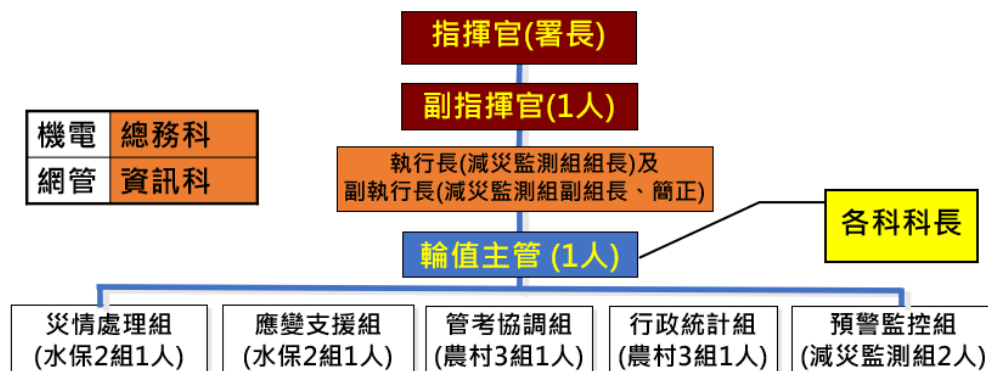 指揮官(署長)
副指揮官(1人)
機電 總務科
網管 資訊科
執行長(減災監測組組長)及
副執行長(減災監測組副組長、簡正)
各科科長
輪值主管 (1人)
災情處理組
(水保2組1人)
應變支援組
(水保2組1人)
管考協調組
(農村3組1人)
行政統計組
(農村3組1人)
預警監控組
(減災監測組2人)